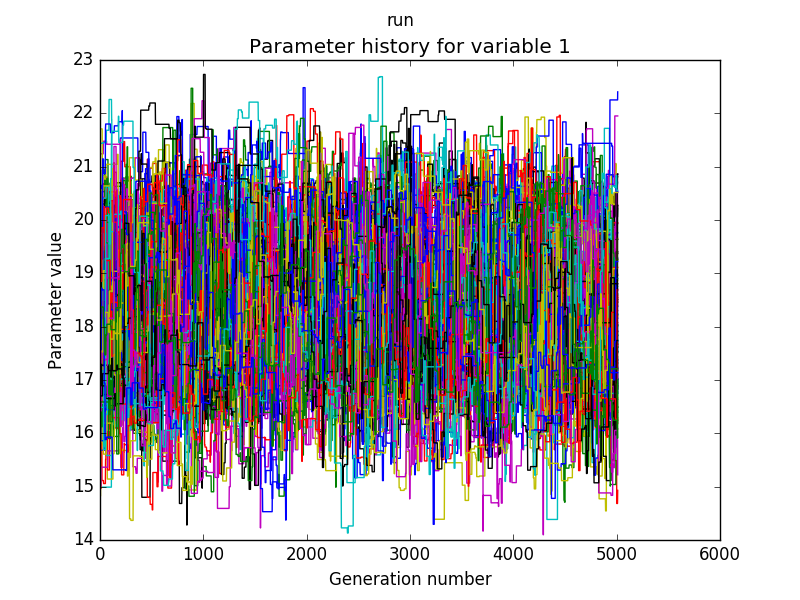 run
Parameter history for variable 1
23
22
21
20
19
18
17
16
15
14
Parameter value
0 1000 2000 3000 4000 5000 6000
Generation number